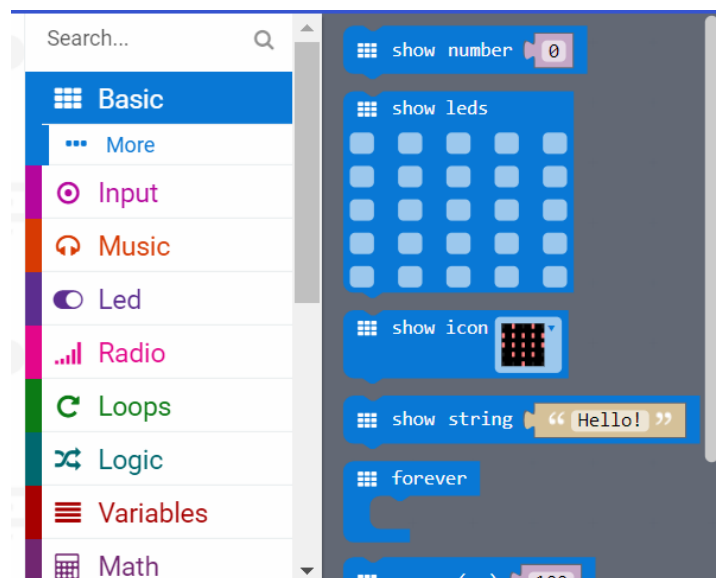 Search...
Basic
More
Input
Music
Led
Radio
Loops
Logic
Variables
Math
show number 0
show leds
show icon
show string “ Hello! ”
forever